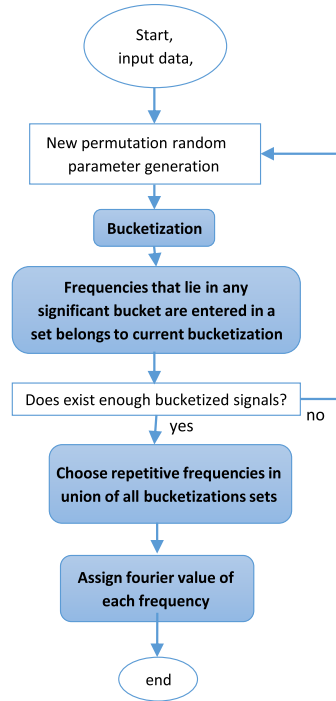 Start,
input data,
New permutation random
parameter generation
Bucketization
Frequencies that lie in any
significant bucket are entered in a
set belongs to current bucketization
Does exist enough bucketized signals?
no
yes
Choose repetitive frequencies in
union of all bucketizations sets
Assign fourier value of
each frequency
end